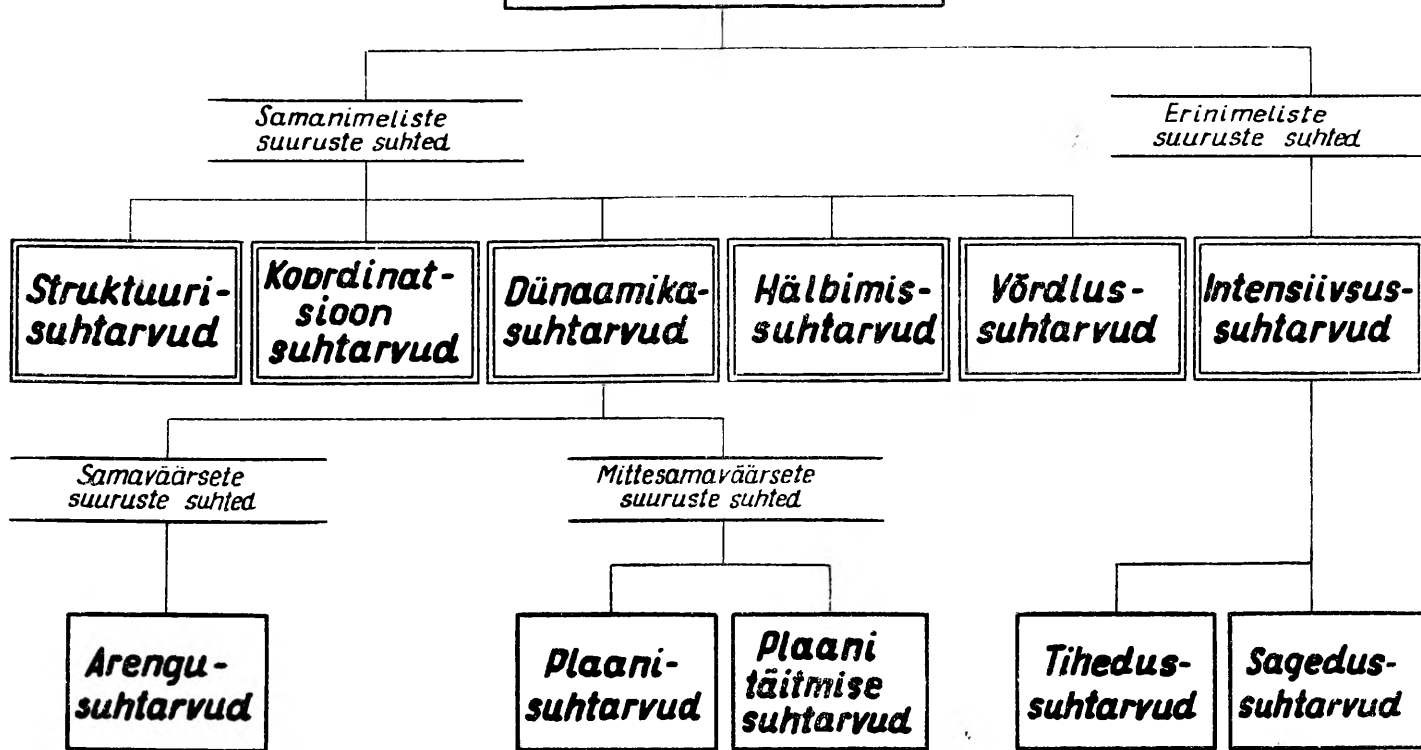 Samanimeliste
suuruste suhted
Erinimeliste
suuruste suhted
Struktuuri-
suhtarvud
Koordinat-
sioon
suhtarvud
Dünaamika-
suhtarvud
Hälbimis-
suhtarvud
Võrdlus-
suhtarvud
Intensiivsus-
suhtarvud
Samaväärsete
suuruste suhted
Mittesamaväärsete
suuruste suhted
Arengu-
suhtarvud
Plaani-
suhtarvud
Plaani
täitmise
suhtarvud
Tihedus-
suhtarvud
Sagedus-
suhtarvud